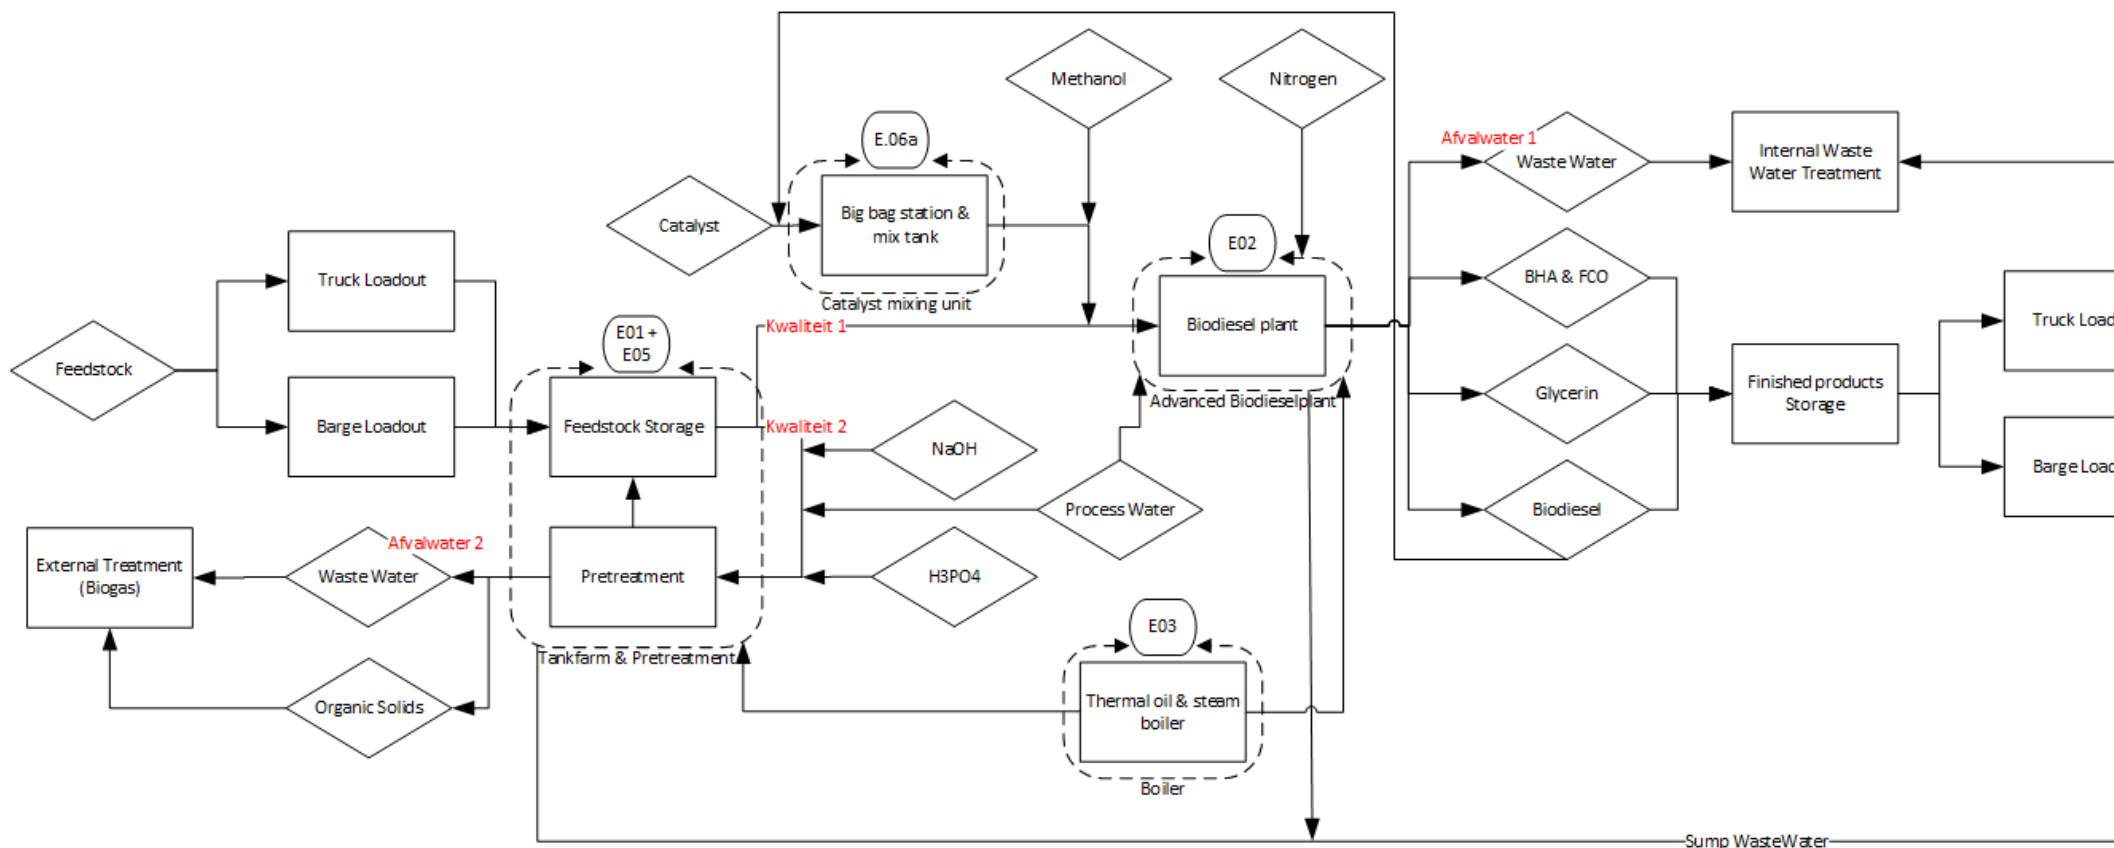 Methanol
Nitrogen
E.06a
Afvalwater 1
Waste Water
Internal Waste
Water Treatment
Catalyst
Big bag station &
mix tank
E02
Truck Loadout
BHA & FCO
Catalyst mixing unit
E01 +
E05
Kwaliteit 1
Biodiesel plant
Truck Load
Feedstock
Advanced Biodieselplant
Glycerin
Finished products
Storage
Barge Loadout
Feedstock Storage
Kwaliteit 2
NaOH
Barge Load
Process Water
Biodiesel
Afvalwater 2
External Treatment
(Biogas)
Waste Water
Pretreatment
H3PO4
E03
Tankfarm & Pretreatment
Organic Solids
Thermal oil & steam
boiler
Boiler
Sump WasteWater